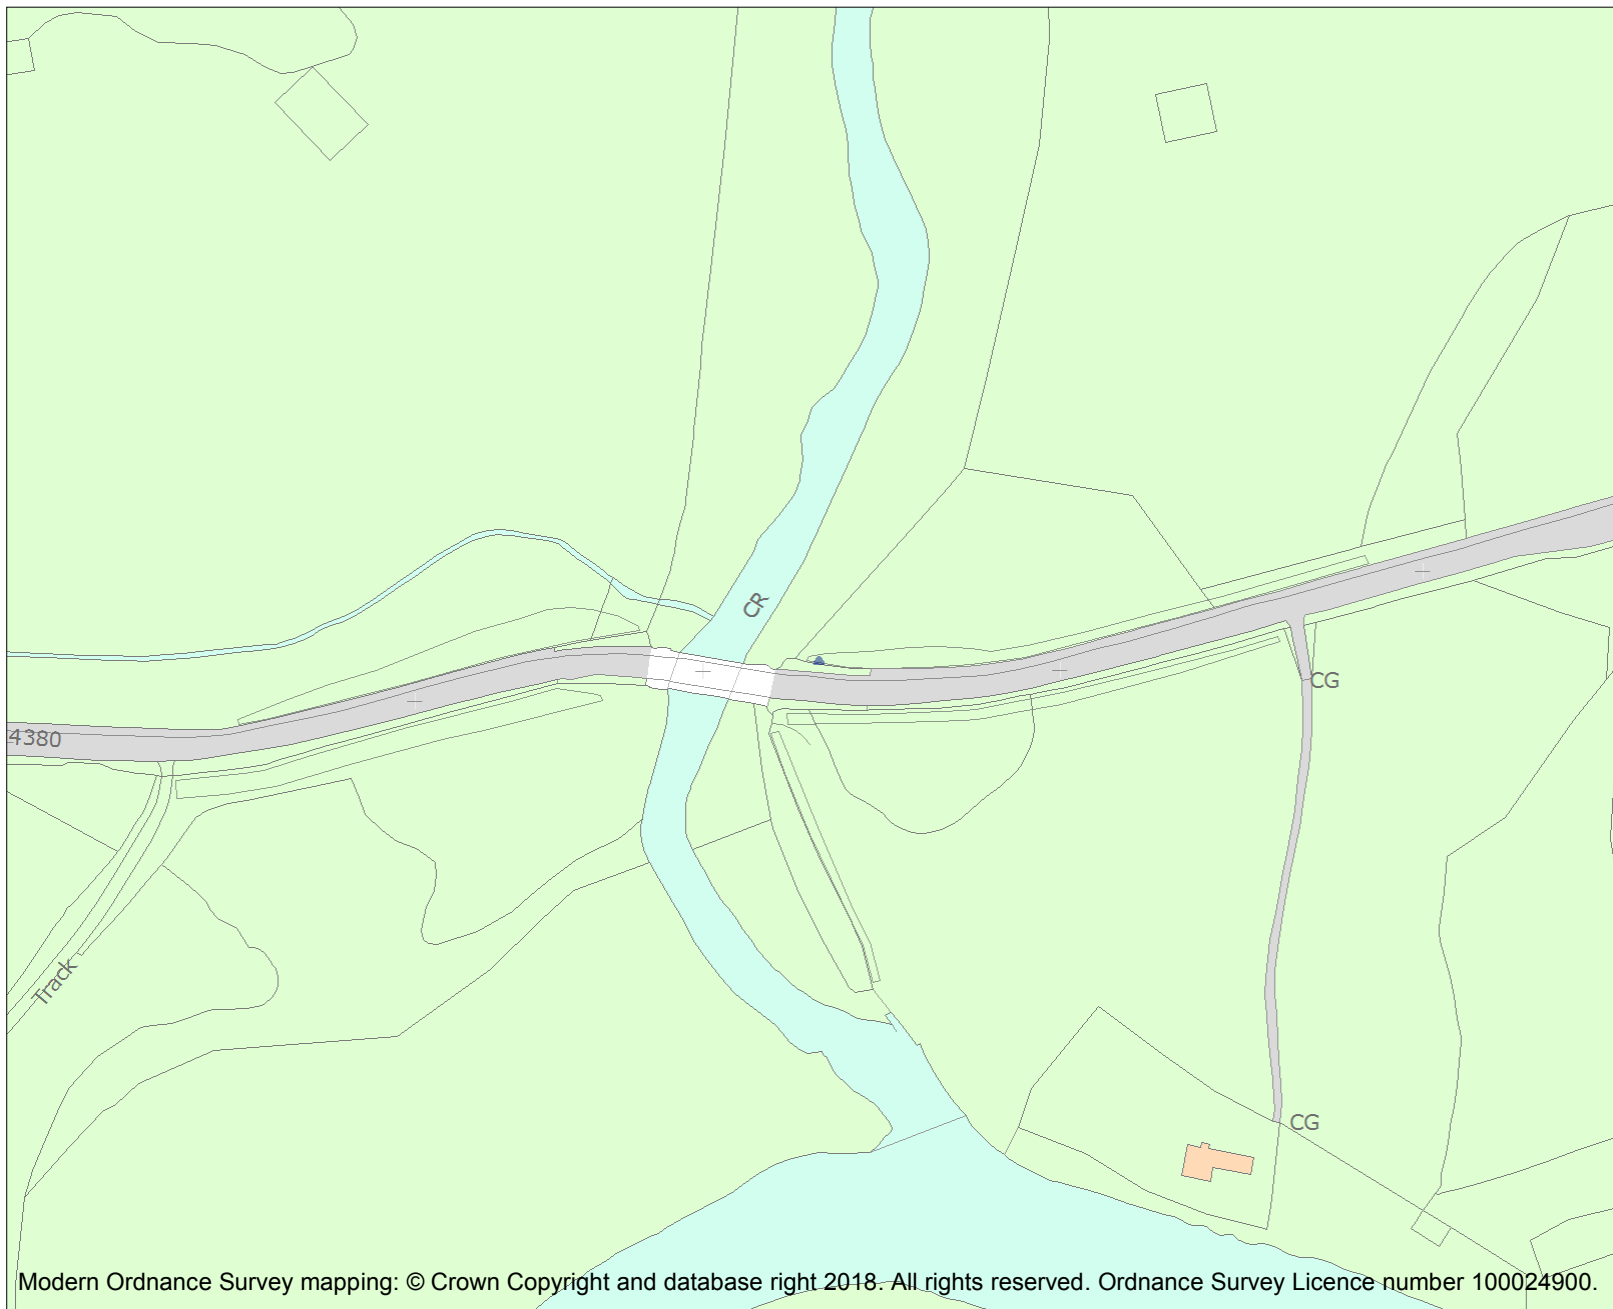 CR
CG
4380
Track
CG
Modern Ordnance Survey mapping: © Crown Copyright and database right 2018. All rights reserved. Ordnance Survey Licence number 100024900.